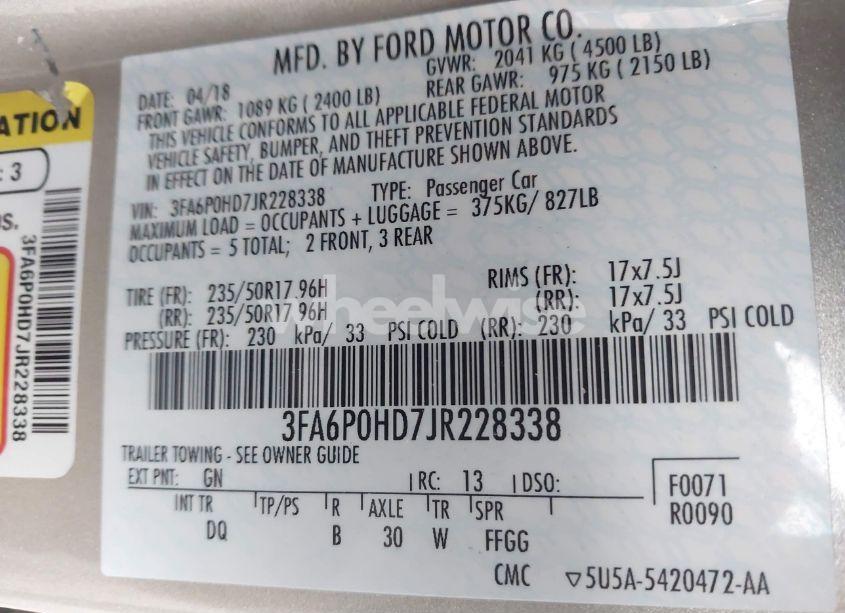 MFD. BY FORD MOTOR CO.
DATE: 04/18 GVWR: 2041 KG ( 4500 LB)
FRONT GAWR: 1089 KG ( 2400 LB) REAR GAWR: 975 KG ( 2150 LB)
THIS VEHICLE CONFORMS TO ALL APPLICABLE FEDERAL MOTOR
VEHICLE SAFETY, BUMPER, AND THEFT PREVENTION STANDARDS
IN EFFECT ON THE DATE OF MANUFACTURE SHOWN ABOVE.
VIN: 3FA6P0HD7JR228338 TYPE: Passenger Car
MAXIMUM LOAD = OCCUPANTS + LUGGAGE = 375KG/ 827LB
OCCUPANTS = 5 TOTAL; 2 FRONT, 3 REAR
TIRE (FR): 235/50R17.96H RIMS (FR): 17x7.5J
(RR): 235/50R17.96H (RR): 17x7.5J
PRESSURE (FR): 230 kPa/ 33 PSI COLD (RR): 230 kPa/ 33 PSI COLD
wheelwise
3FA6P0HD7JR228338
TRAILER TOWING - SEE OWNER GUIDE
EXT PNT: GN RC: 13 DSO: F0071
INT TR TP/PS R AXLE TR SPR R0090
DQ B 30 W FFGG
CMC ▽5U5A-5420472-AA
ATION
: 3
S.
3FA6P0HD7JR228338